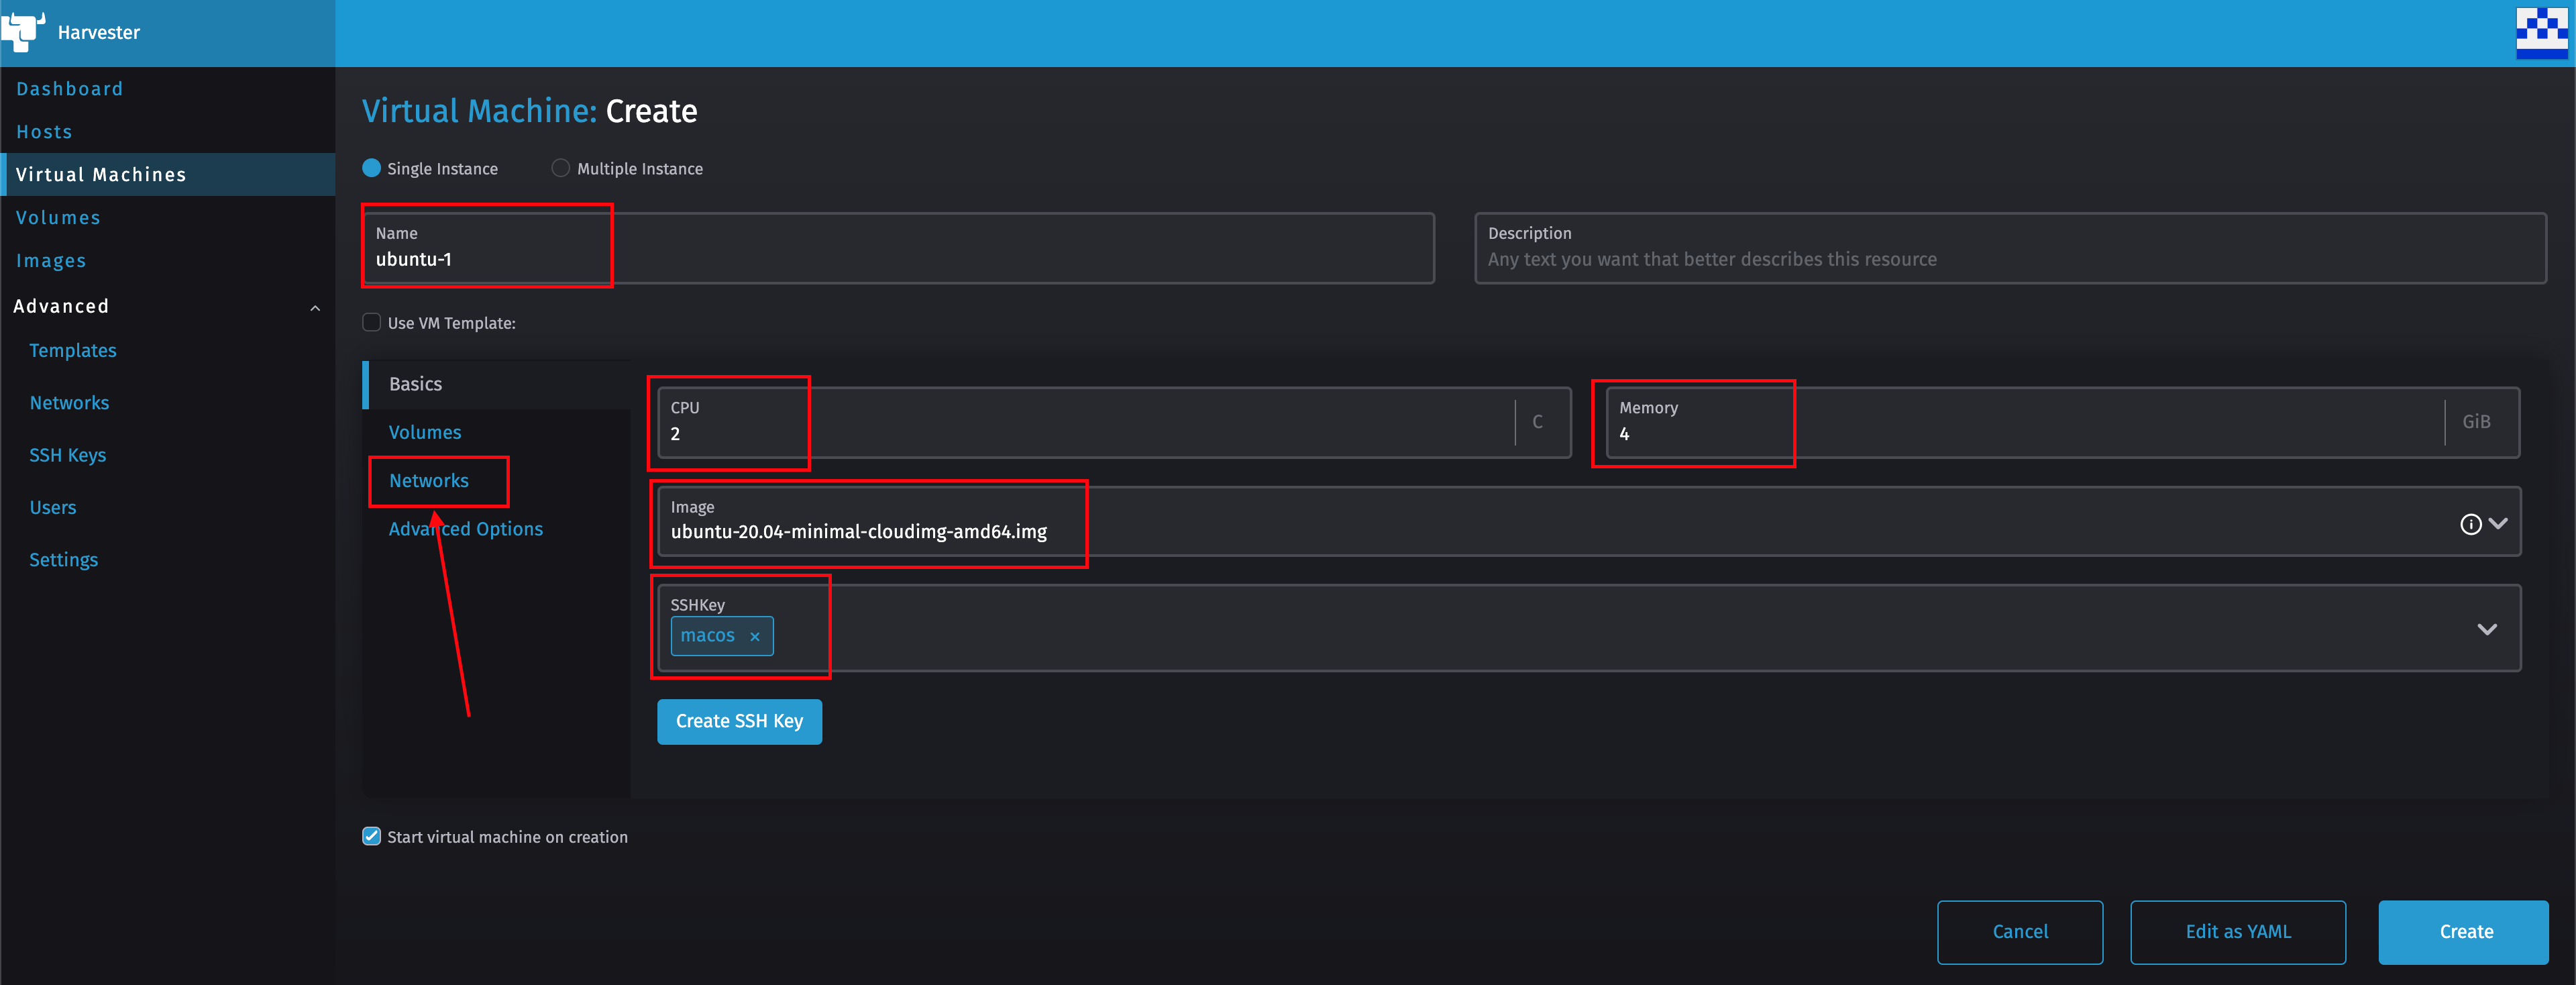 Harvester
Dashboard
Hosts
Virtual Machines
Volumes
Images
Advanced
Templates
Networks
SSH Keys
Users
Settings
Virtual Machine: Create
Single Instance
Multiple Instance
Name
ubuntu-1
Description
Any text you want that better describes this resource
Use VM Template:
Basics
Volumes
Networks
Advanced Options
CPU
2
C
Memory
4
GiB
Image
ubuntu-20.04-minimal-cloudimg-amd64.img
SSHKey
macos ×
Create SSH Key
Start virtual machine on creation
Cancel
Edit as YAML
Create